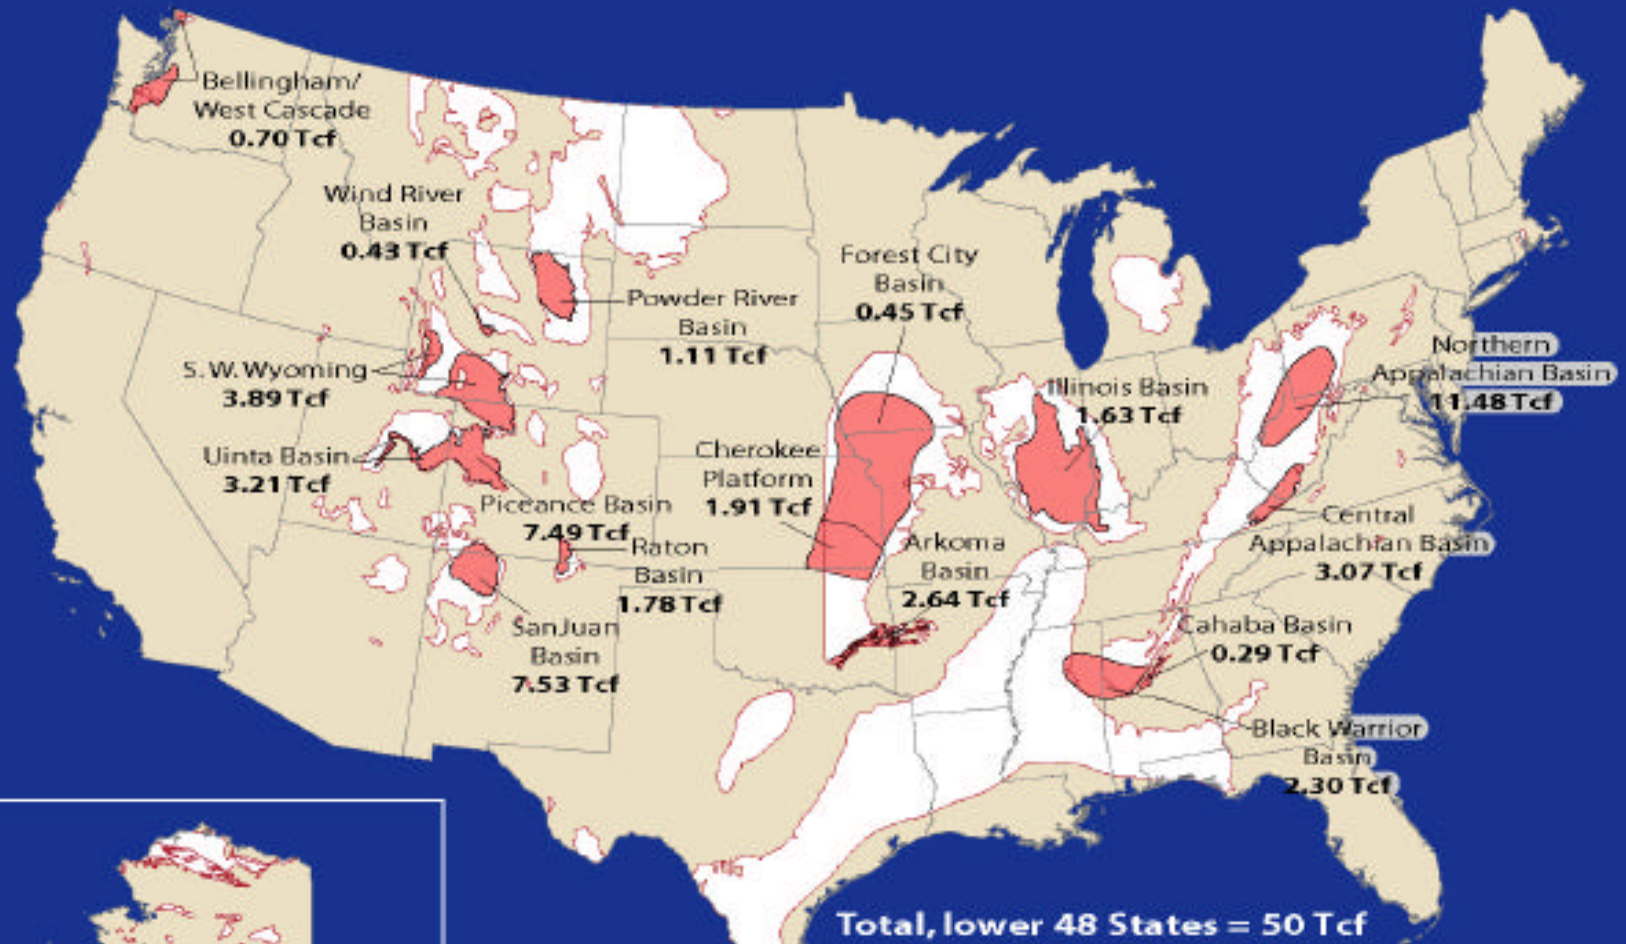 Bellingham/
West Cascade
0.70 Tcf
Wind River
Basin
0.43 Tcf
Forest City
Basin
0.45 Tcf
Powder River
Basin
1.11 Tcf
Northern
Appalachian Basin
11.48 Tcf
S.W.Wyoming
3.89 Tcf
Illinois Basin
1.63 Tcf
Uinta Basin
3.21 Tcf
Cherokee
Platform
1.91 Tcf
Piceance Basin
7.49 Tcf
Central
Appalachian Basin
3.07 Tcf
Raton
Basin
1.78 Tcf
Arkoma
Basin
2.64 Tcf
SanJuan
Basin
7.53 Tcf
Cahaba Basin
0.29 Tcf
Black Warrior
Basin
2.30 Tcf
Total, lower 48 States = 50 Tcf